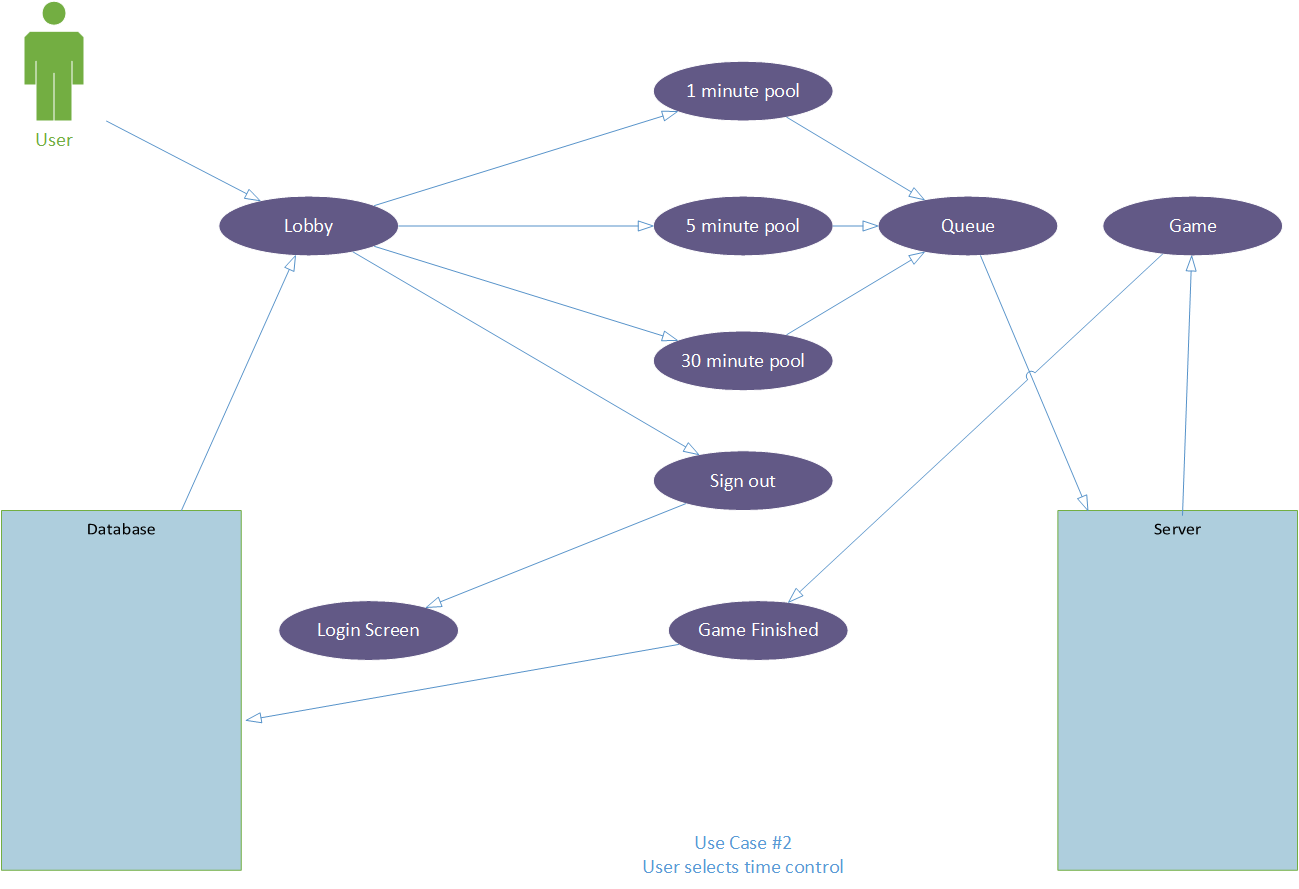 User
1 minute pool
Lobby
5 minute pool
Queue
Game
30 minute pool
Sign out
Database
Server
Login Screen
Game Finished
Use Case #2
User selects time control